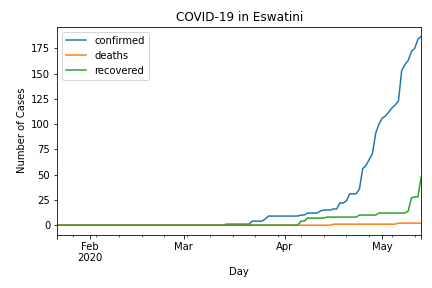 COVID-19 in Eswatini
confirmed
deaths
recovered
Number of Cases
175
150
125
100
75
50
25
0
Feb
2020
Mar
Apr
May
Day